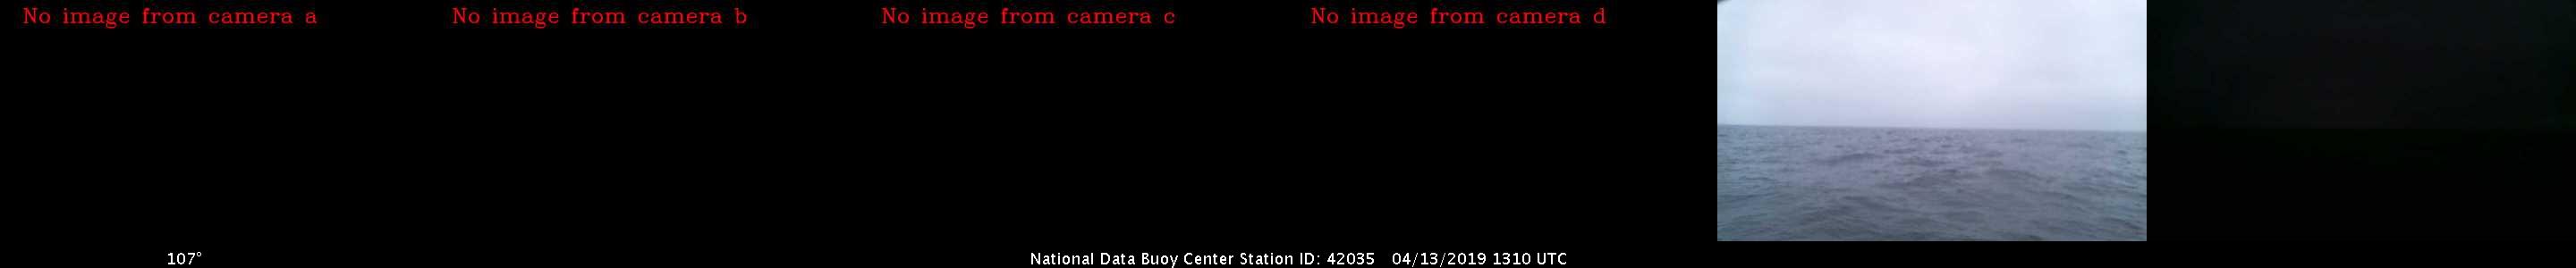 No image from camera a
No image from camera b
No image from camera c
No image from camera d
107°
National Data Buoy Center Station ID: 42035 04/13/2019 1310 UTC